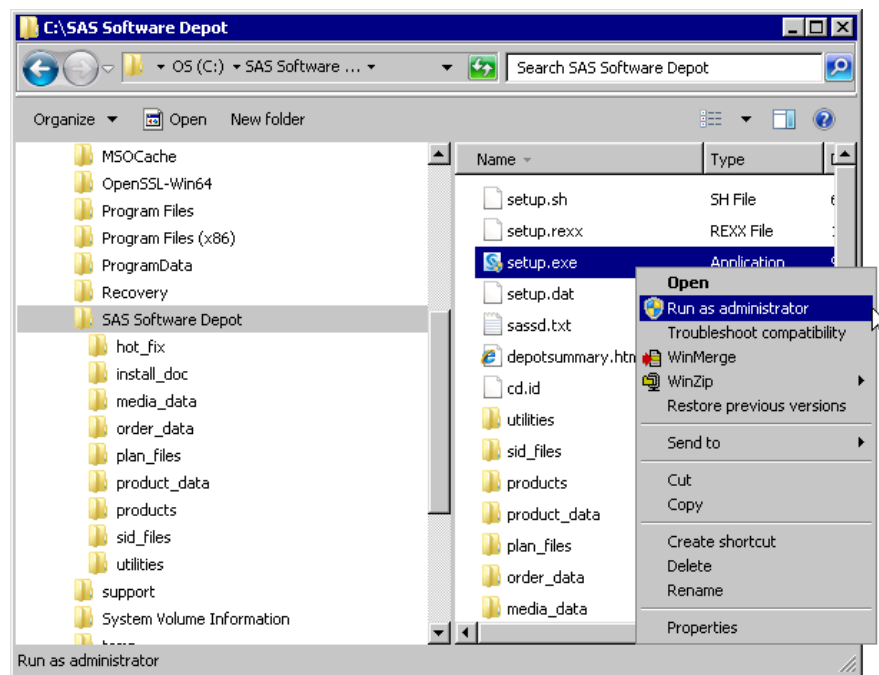 C:\SAS Software Depot
OS (C:) SAS Software ...
Search SAS Software Depot
Organize Open New folder
MSOCache
OpenSSL-Win64
Program Files
Program Files (x86)
ProgramData
Recovery
SAS Software Depot
hot_fix
install_doc
media_data
order_data
plan_files
product_data
products
sid_files
utilities
support
System Volume Information
Name Type
setup.sh SH File
setup.rexx REXX File
setup.exe Application
setup.dat
sassd.txt
depotsummary.htm
cd.id
utilities
sid_files
products
product_data
plan_files
order_data
media_data
Open
Run as administrator
Troubleshoot compatibility
WinMerge
WinZip
Restore previous versions
Send to
Cut
Copy
Create shortcut
Delete
Rename
Properties
Run as administrator